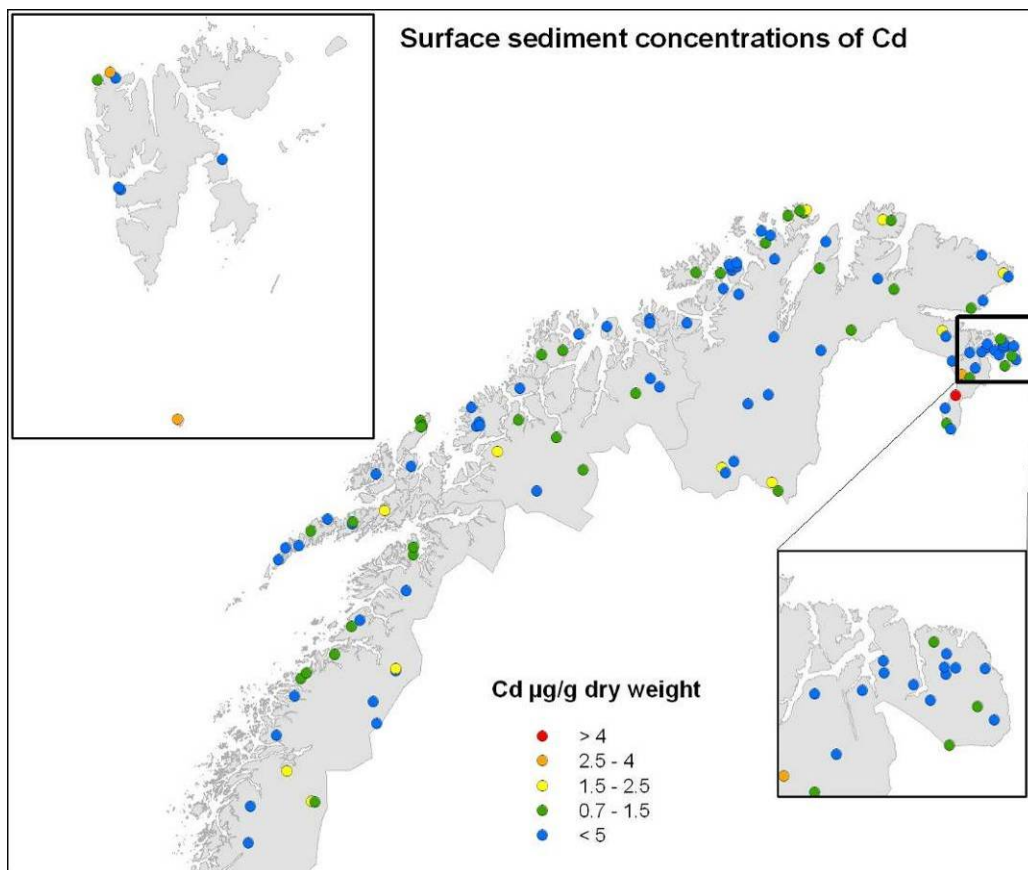 Surface sediment concentrations of Cd
Cd µg/g dry weight
> 4
2.5 - 4
1.5 - 2.5
0.7 - 1.5
< 5